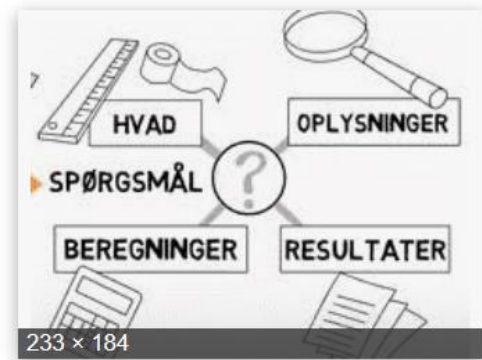 HVAD
OPLYSNINGER
SPØRGSMÅL
?
BEREGNINGER
RESULTATER
233 × 184